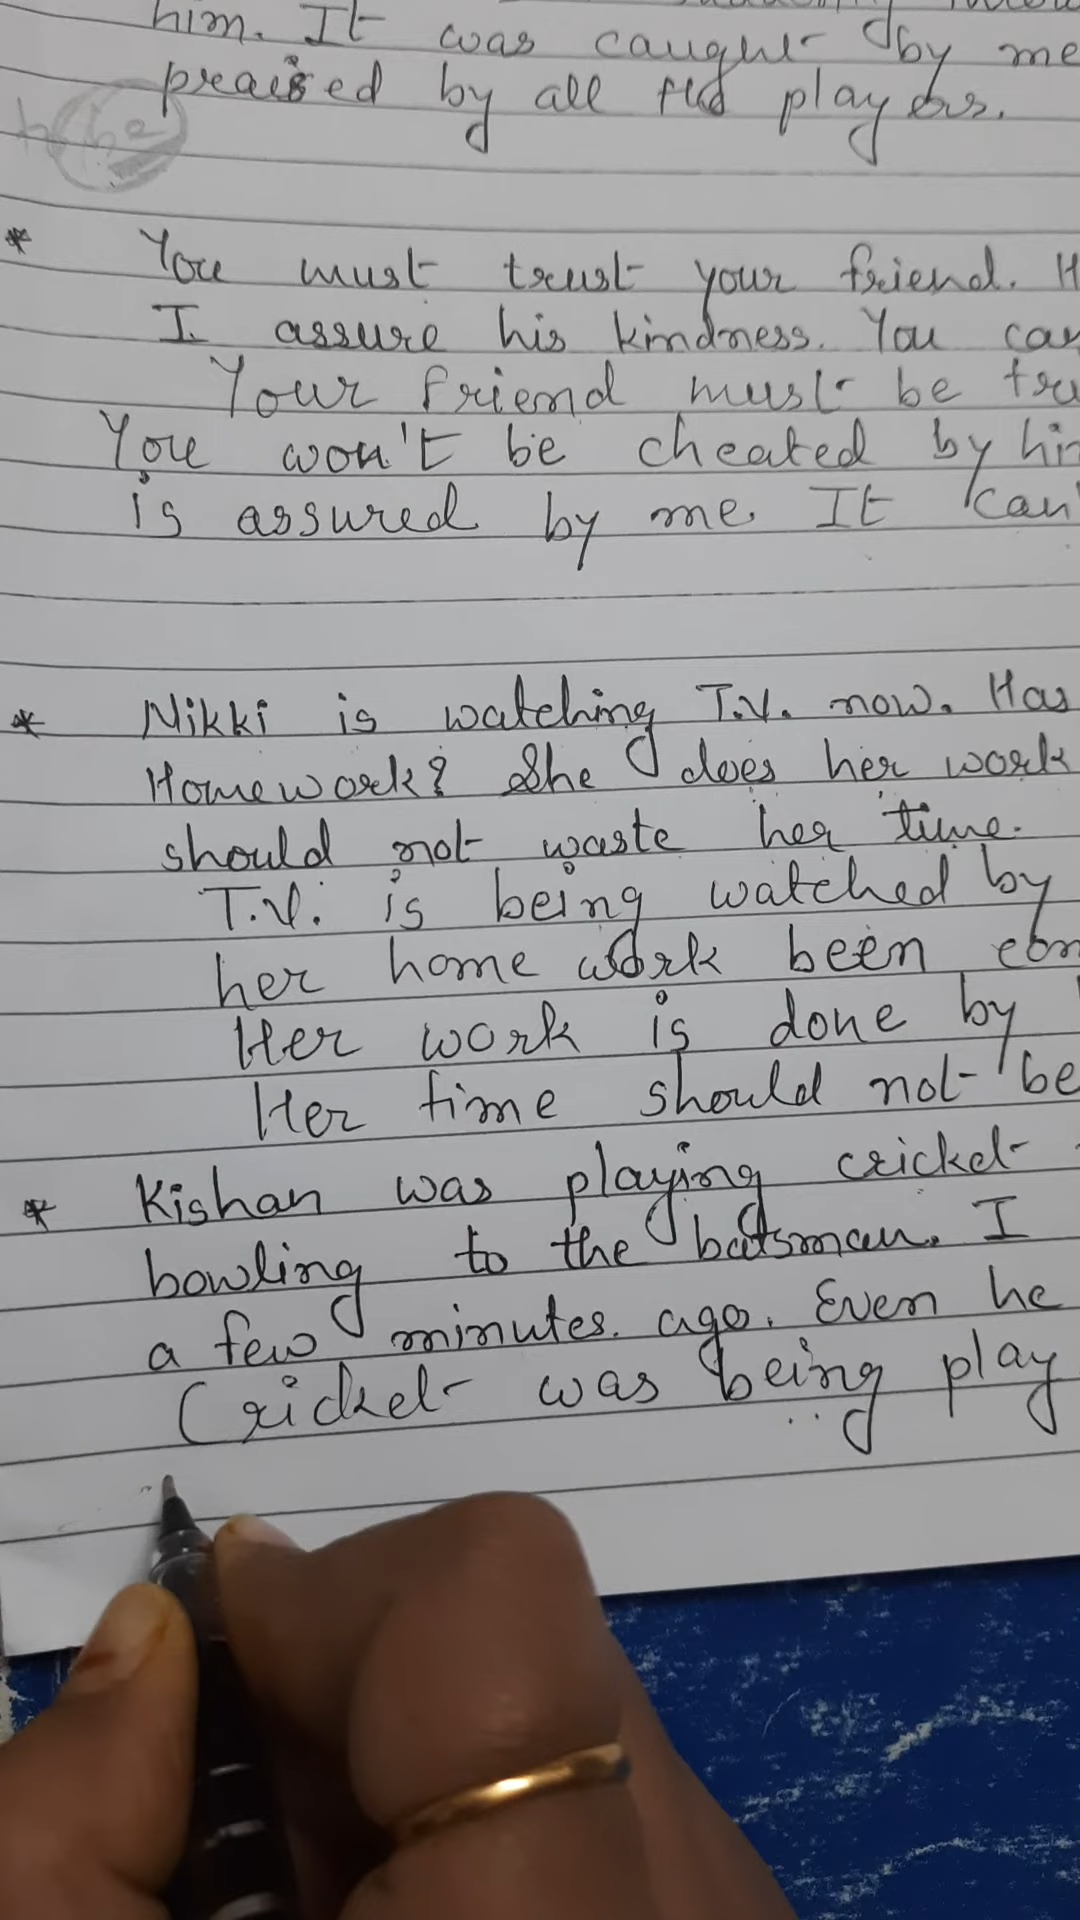 him. It was caught by me
praised by all the players.
* You must trust your friend. H
I assure his kindness. You can
Your friend must be tru
You won't be cheated by hi
is assured by me. It can
* Nikki is watching T.V. now. Has
Homework? She does her work
should not waste her time.
T.V. is being watched by
her home work been com
Her work is done by
Her time should not be
* Kishan was playing cricket
bowling to the batsman. I
a few minutes. ago. Even he
Cricket was being play